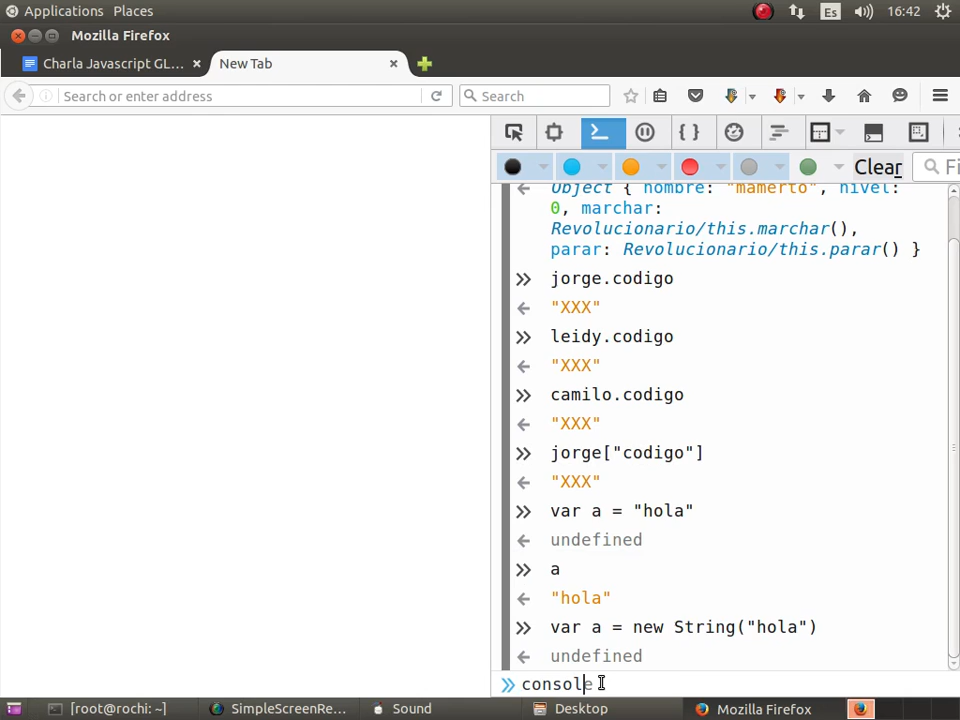 Applications Places
Es
16:42
Mozilla Firefox
Charla Javascript GL...
New Tab
Search or enter address
Search
Clear
Fi
Object { nombre: "mamerto", nivel:
0, marchar:
Revolucionario/this.marchar(),
parar: Revolucionario/this.parar() }
jorge.codigo
"XXX"
leidy.codigo
"XXX"
camilo.codigo
"XXX"
jorge["codigo"]
"XXX"
var a = "hola"
undefined
a
"hola"
var a = new String("hola")
undefined
console
[root@rochi: ~]
SimpleScreenRe...
Sound
Desktop
Mozilla Firefox